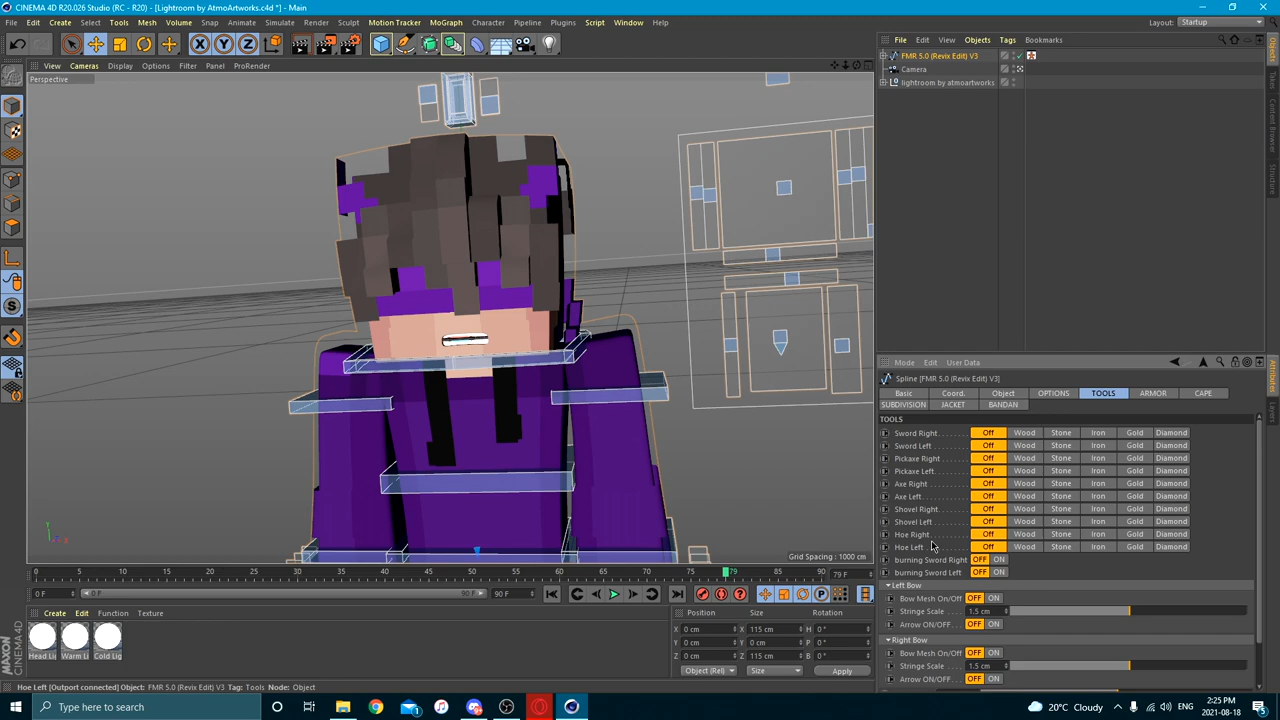 CINEMA 4D R20.026 Studio (RC - R20) - [Lightroom by AtmoArtworks.c4d *] - Main
File Edit Create Select Tools Mesh Volume Snap Animate Simulate Render Sculpt Motion Tracker MoGraph Character Pipeline Plugins Script Window Help
Layout: Startup
X Y Z
View Cameras Display Options Filter Panel ProRender
Perspective
Grid Spacing : 1000 cm
File Edit View Objects Tags Bookmarks
FMR 5.0 (Revix Edit) V3
Camera
lightroom by atmoartworks
Objects
Takes
Content Browser
Structure
Mode Edit User Data
Spline [FMR 5.0 (Revix Edit) V3]
Basic Coord. Object OPTIONS TOOLS ARMOR CAPE
SUBDIVISION JACKET BANDAN
TOOLS
Sword Right Off Wood Stone Iron Gold Diamond
Sword Left Off Wood Stone Iron Gold Diamond
Pickaxe Right Off Wood Stone Iron Gold Diamond
Pickaxe Left Off Wood Stone Iron Gold Diamond
Axe Right Off Wood Stone Iron Gold Diamond
Axe Left Off Wood Stone Iron Gold Diamond
Shovel Right Off Wood Stone Iron Gold Diamond
Shovel Left Off Wood Stone Iron Gold Diamond
Hoe Right Off Wood Stone Iron Gold Diamond
Hoe Left Off Wood Stone Iron Gold Diamond
burning Sword Right OFF ON
burning Sword Left OFF ON
Left Bow
Bow Mesh On/Off OFF ON
Stringe Scale 1.5 cm
Arrow ON/OFF OFF ON
Right Bow
Bow Mesh On/Off OFF ON
Stringe Scale 1.5 cm
Arrow ON/OFF OFF ON
Attributes
Layers
0 5 10 15 20 25 30 35 40 45 50 55 60 65 70 75 79 85 90 79 F
0 F 0 F 90 F 90 F
Create Edit Function Texture
Head Li Warm Li Cold Lig
Position Size Rotation
X 0 cm X 115 cm H 0 °
Y 0 cm Y 0 cm P 0 °
Z 0 cm Z 115 cm B 0 °
Object (Rel) Size Apply
MAXON CINEMA 4D
Hoe Left [Outport connected] Object: FMR 5.0 (Revix Edit) V3 Tag: Tools Node: Object
Type here to search
20°C Cloudy
2:25 PM
2021-08-18